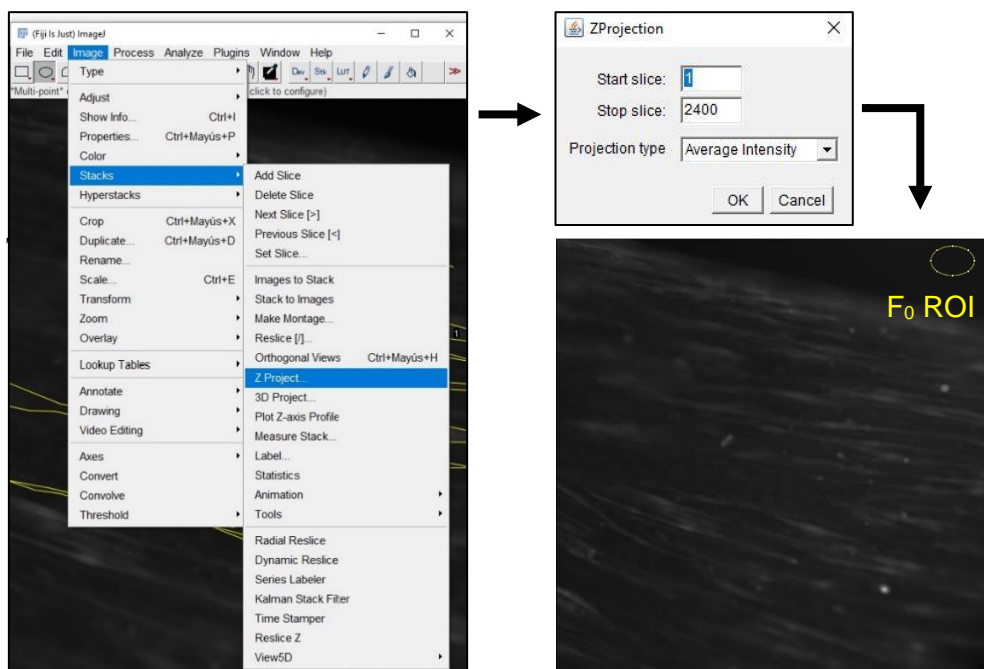 (Fiji Is Just) ImageJ
File Edit Image Process Analyze Plugins Window Help
Dev Stk LUT
*Multi-point* click to configure)
Type
Adjust
Show Info... Ctrl+I
Properties... Ctrl+Mayús+P
Color
Stacks
Hyperstacks
Crop Ctrl+Mayús+X
Duplicate... Ctrl+Mayús+D
Rename...
Scale... Ctrl+E
Transform
Zoom
Overlay
Lookup Tables
Annotate
Drawing
Video Editing
Axes
Convert
Convolve
Threshold
Add Slice
Delete Slice
Next Slice [>]
Previous Slice [<]
Set Slice...
Images to Stack
Stack to Images
Make Montage...
Reslice [/]...
Orthogonal Views Ctrl+Mayús+H
Z Project...
3D Project...
Plot Z-axis Profile
Measure Stack...
Label...
Statistics
Animation
Tools
Radial Reslice
Dynamic Reslice
Series Labeler
Kalman Stack Filter
Time Stamper
Reslice Z
View5D
1
ZProjection
Start slice: 1
Stop slice: 2400
Projection type Average Intensity
OK Cancel
F₀ ROI